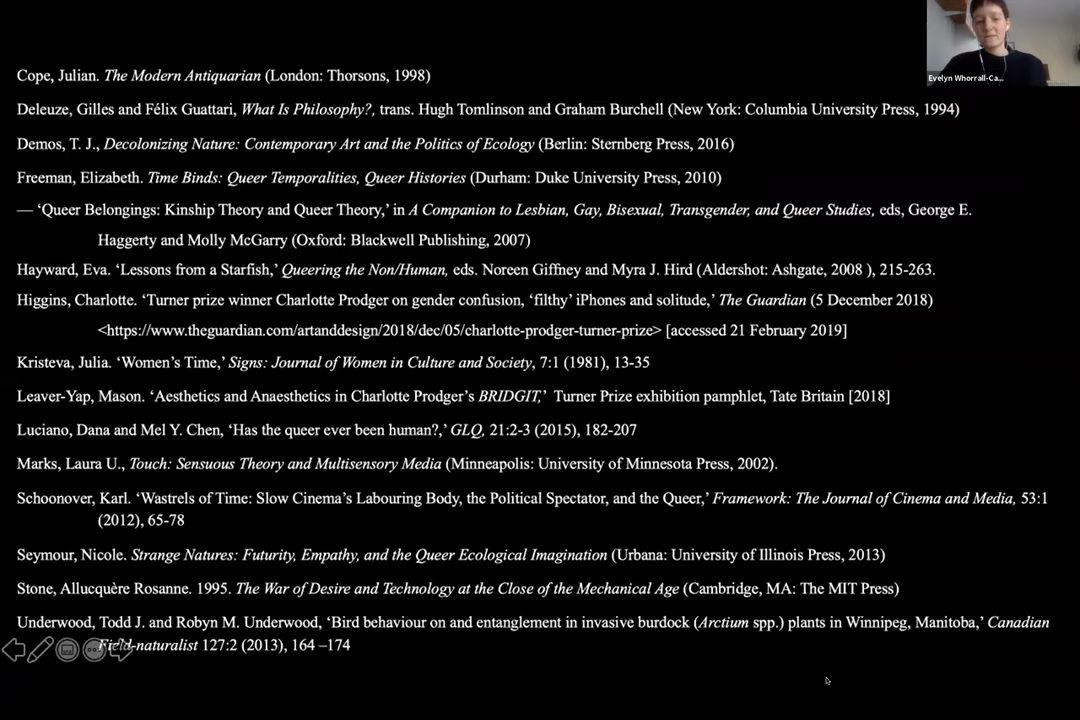 Evelyn Whorrall-Ca...
Cope, Julian. The Modern Antiquarian (London: Thorsons, 1998)
Deleuze, Gilles and Félix Guattari, What Is Philosophy?, trans. Hugh Tomlinson and Graham Burchell (New York: Columbia University Press, 1994)
Demos, T. J., Decolonizing Nature: Contemporary Art and the Politics of Ecology (Berlin: Sternberg Press, 2016)
Freeman, Elizabeth. Time Binds: Queer Temporalities, Queer Histories (Durham: Duke University Press, 2010)
— ‘Queer Belongings: Kinship Theory and Queer Theory,’ in A Companion to Lesbian, Gay, Bisexual, Transgender, and Queer Studies, eds, George E.
Haggerty and Molly McGarry (Oxford: Blackwell Publishing, 2007)
Hayward, Eva. ‘Lessons from a Starfish,’ Queering the Non/Human, eds. Noreen Giffney and Myra J. Hird (Aldershot: Ashgate, 2008 ), 215-263.
Higgins, Charlotte. ‘Turner prize winner Charlotte Prodger on gender confusion, ‘filthy’ iPhones and solitude,’ The Guardian (5 December 2018)
<https://www.theguardian.com/artanddesign/2018/dec/05/charlotte-prodger-turner-prize> [accessed 21 February 2019]
Kristeva, Julia. ‘Women’s Time,’ Signs: Journal of Women in Culture and Society, 7:1 (1981), 13-35
Leaver-Yap, Mason. ‘Aesthetics and Anaesthetics in Charlotte Prodger’s BRIDGIT,’ Turner Prize exhibition pamphlet, Tate Britain [2018]
Luciano, Dana and Mel Y. Chen, ‘Has the queer ever been human?,’ GLQ, 21:2-3 (2015), 182-207
Marks, Laura U., Touch: Sensuous Theory and Multisensory Media (Minneapolis: University of Minnesota Press, 2002).
Schoonover, Karl. ‘Wastrels of Time: Slow Cinema’s Labouring Body, the Political Spectator, and the Queer,’ Framework: The Journal of Cinema and Media, 53:1
(2012), 65-78
Seymour, Nicole. Strange Natures: Futurity, Empathy, and the Queer Ecological Imagination (Urbana: University of Illinois Press, 2013)
Stone, Allucquère Rosanne. 1995. The War of Desire and Technology at the Close of the Mechanical Age (Cambridge, MA: The MIT Press)
Underwood, Todd J. and Robyn M. Underwood, ‘Bird behaviour on and entanglement in invasive burdock (Arctium spp.) plants in Winnipeg, Manitoba,’ Canadian
Field-naturalist 127:2 (2013), 164 –174